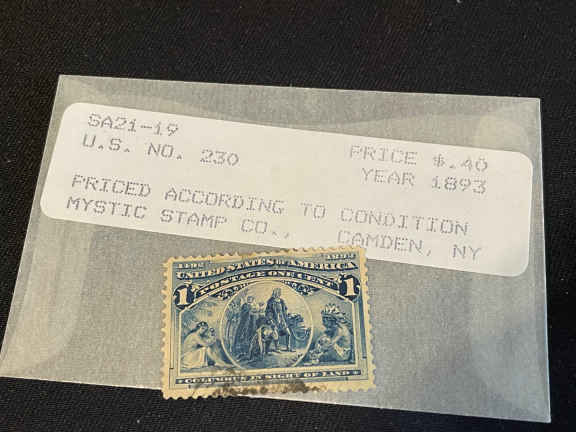 SA21-19
U.S. NO. 230
PRICE $.40
YEAR 1893
PRICED ACCORDING TO CONDITION
MYSTIC STAMP CO., CAMDEN, NY
1492 1892
UNITED STATES OF AMERICA
POSTAGE ONE CENT
1 1
COLUMBUS IN SIGHT OF LAND